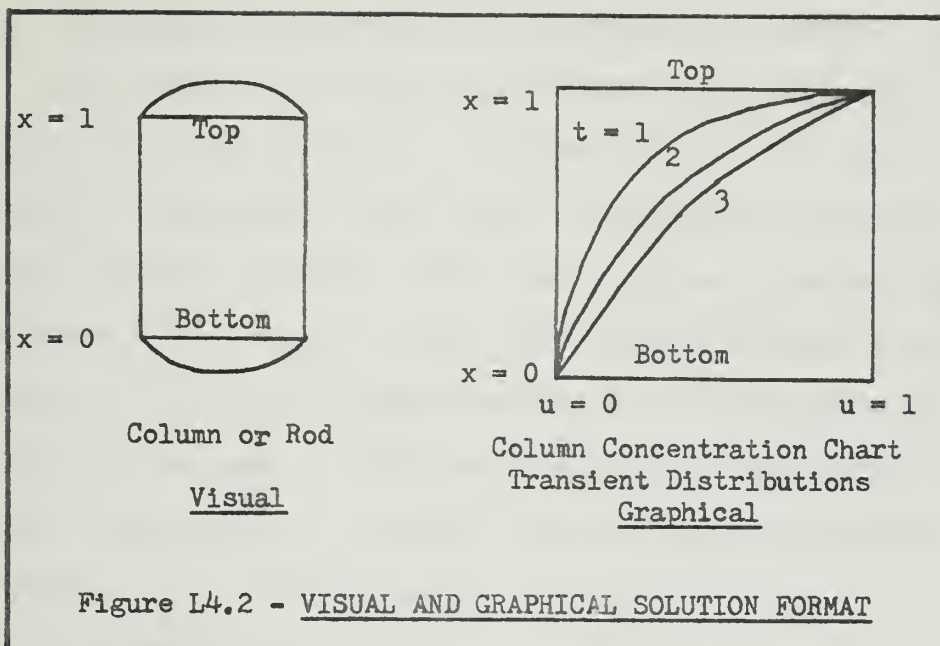 x = 1
Top
Bottom
x = 0
Column or Rod
Visual
Top
x = 1
t = 1
2
3
Bottom
x = 0
u = 0 u = 1
Column Concentration Chart
Transient Distributions
Graphical
Figure L4.2 - VISUAL AND GRAPHICAL SOLUTION FORMAT